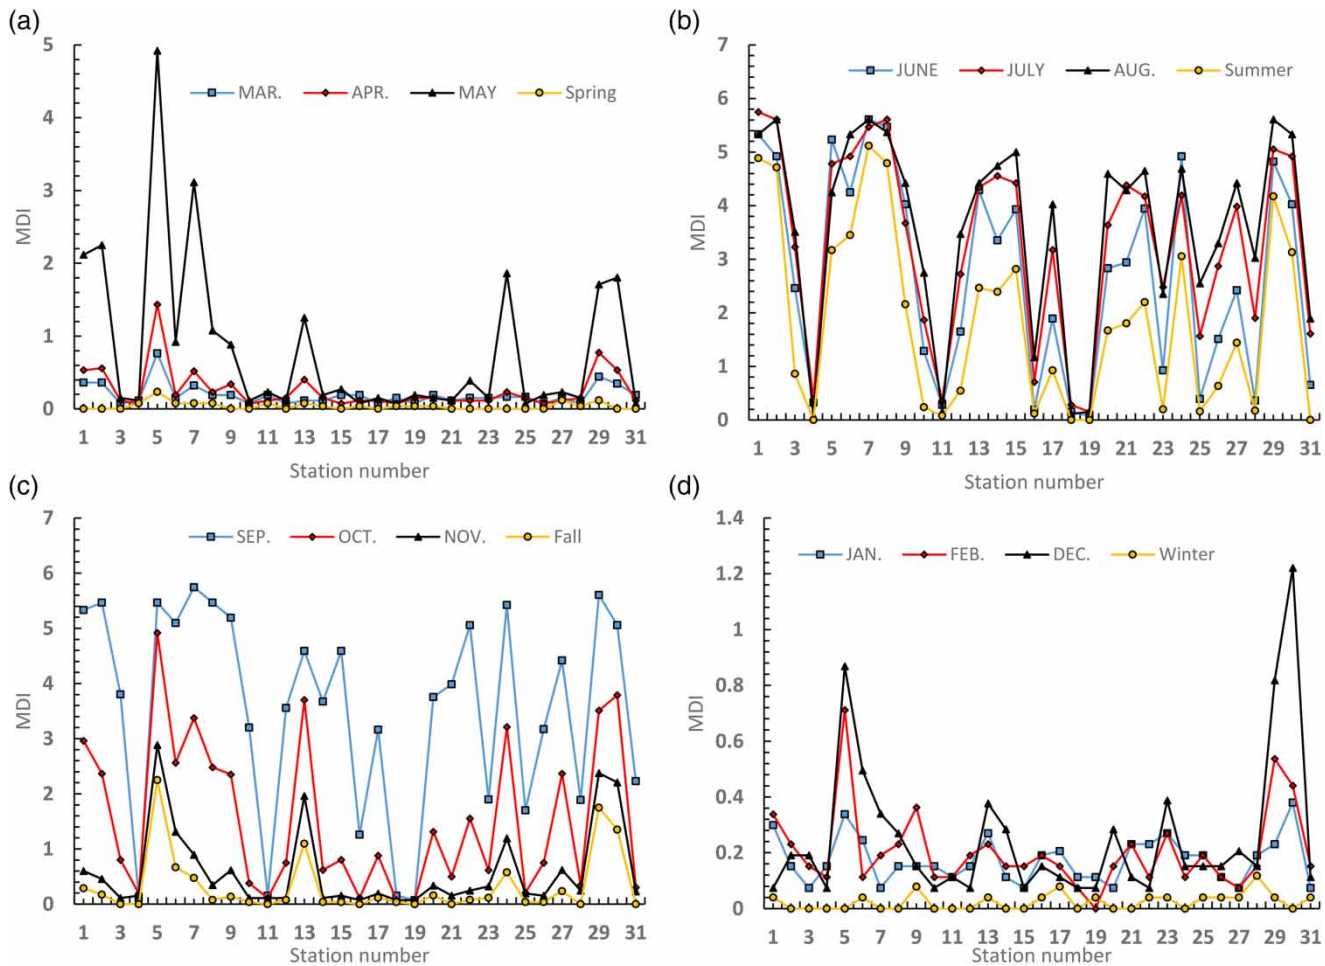 (a)
MAR. APR. MAY Spring
MDI
5
4
3
2
1
0
1 3 5 7 9 11 13 15 17 19 21 23 25 27 29 31
Station number
(b)
JUNE JULY AUG. Summer
MDI
7
6
5
4
3
2
1
0
1 3 5 7 9 11 13 15 17 19 21 23 25 27 29 31
Station number
(c)
SEP. OCT. NOV. Fall
MDI
7
6
5
4
3
2
1
0
1 3 5 7 9 11 13 15 17 19 21 23 25 27 29 31
Station number
(d)
JAN. FEB. DEC. Winter
MDI
1.4
1.2
1
0.8
0.6
0.4
0.2
0
1 3 5 7 9 11 13 15 17 19 21 23 25 27 29 31
Station number